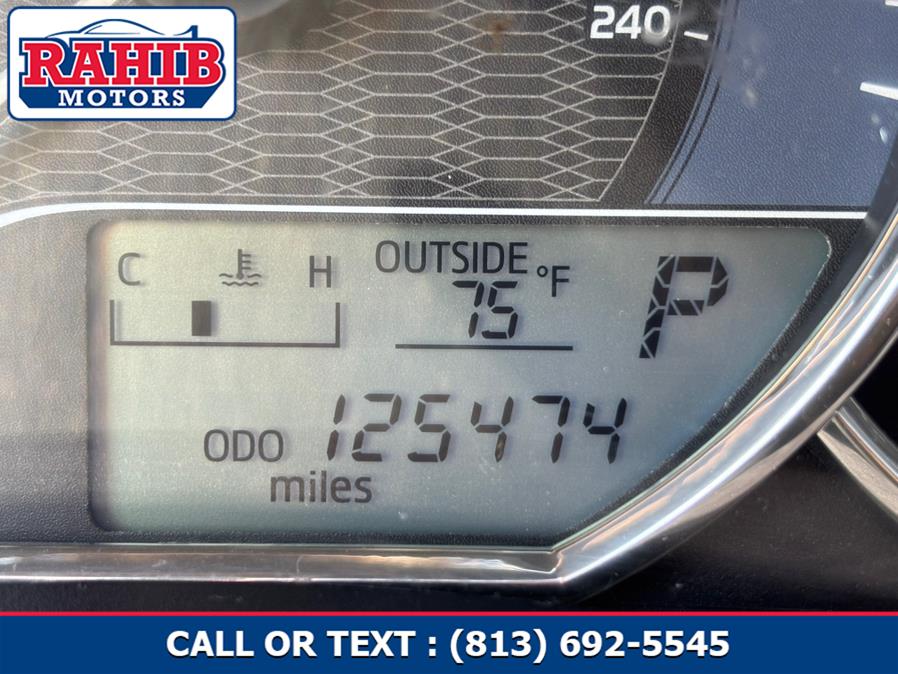 RAHIB
MOTORS
240
C H OUTSIDE °F P
75
ODO 125474
miles
CALL OR TEXT : (813) 692-5545